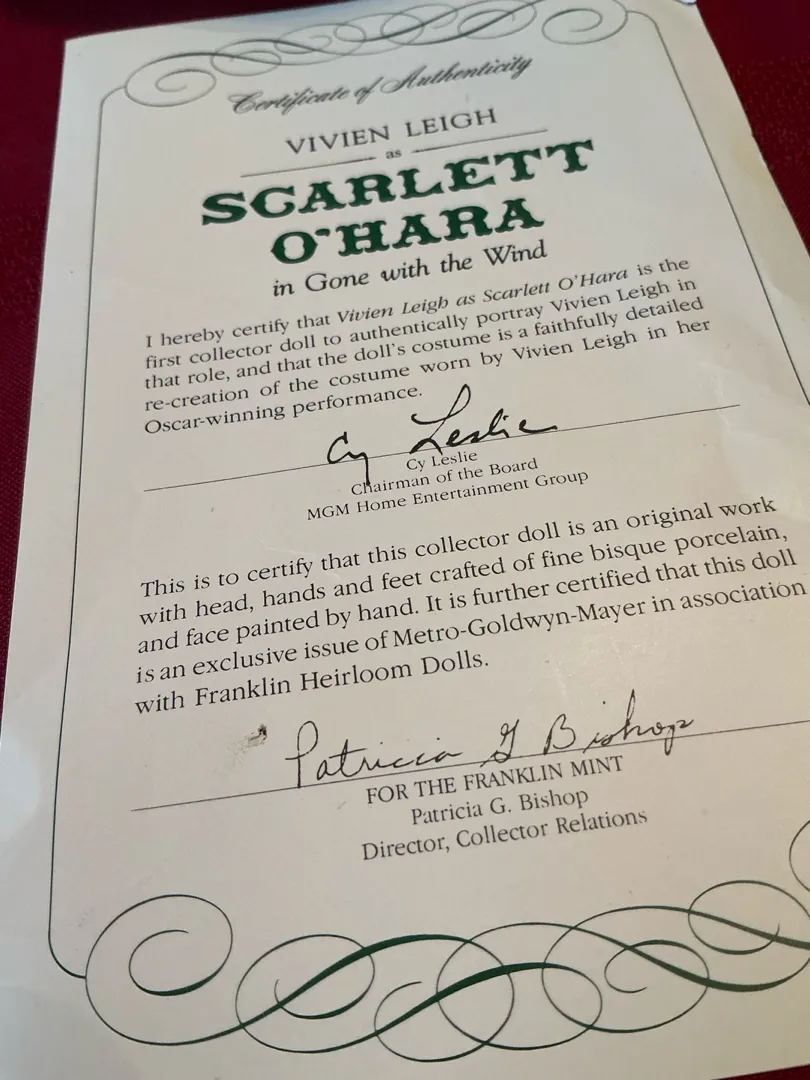 Certificate of Authenticity
VIVIEN LEIGH
as
SCARLETT
O'HARA
in Gone with the Wind
I hereby certify that Vivien Leigh as Scarlett O'Hara is the
first collector doll to authentically portray Vivien Leigh in
that role, and that the doll's costume is a faithfully detailed
re-creation of the costume worn by Vivien Leigh in her
Oscar-winning performance.
Cy Leslie
Cy Leslie
Chairman of the Board
MGM Home Entertainment Group
This is to certify that this collector doll is an original work
with head, hands and feet crafted of fine bisque porcelain,
and face painted by hand. It is further certified that this doll
is an exclusive issue of Metro-Goldwyn-Mayer in association
with Franklin Heirloom Dolls.
Patricia G Bishop
FOR THE FRANKLIN MINT
Patricia G. Bishop
Director, Collector Relations